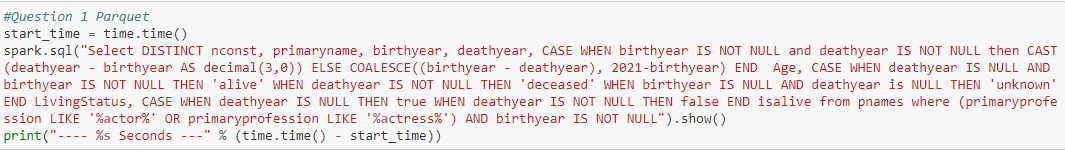 #Question 1 Parquet
start_time = time.time()
spark.sql("Select DISTINCT nconst, primaryname, birthyear, deathyear, CASE WHEN birthyear IS NOT NULL and deathyear IS NOT NULL then CAST
(deathyear - birthyear AS decimal(3,0)) ELSE COALESCE((birthyear - deathyear), 2021-birthyear) END  Age, CASE WHEN deathyear IS NULL AND
birthyear IS NOT NULL THEN 'alive' WHEN deathyear IS NOT NULL THEN 'deceased' WHEN birthyear IS NULL AND deathyear is NULL THEN 'unknown'
END LivingStatus, CASE WHEN deathyear IS NULL THEN true WHEN deathyear IS NOT NULL THEN false END isalive from pnames where (primaryprofe
ssion LIKE '%actor%' OR primaryprofession LIKE '%actress%') AND birthyear IS NOT NULL").show()
print("---- %s Seconds ---" % (time.time() - start_time))